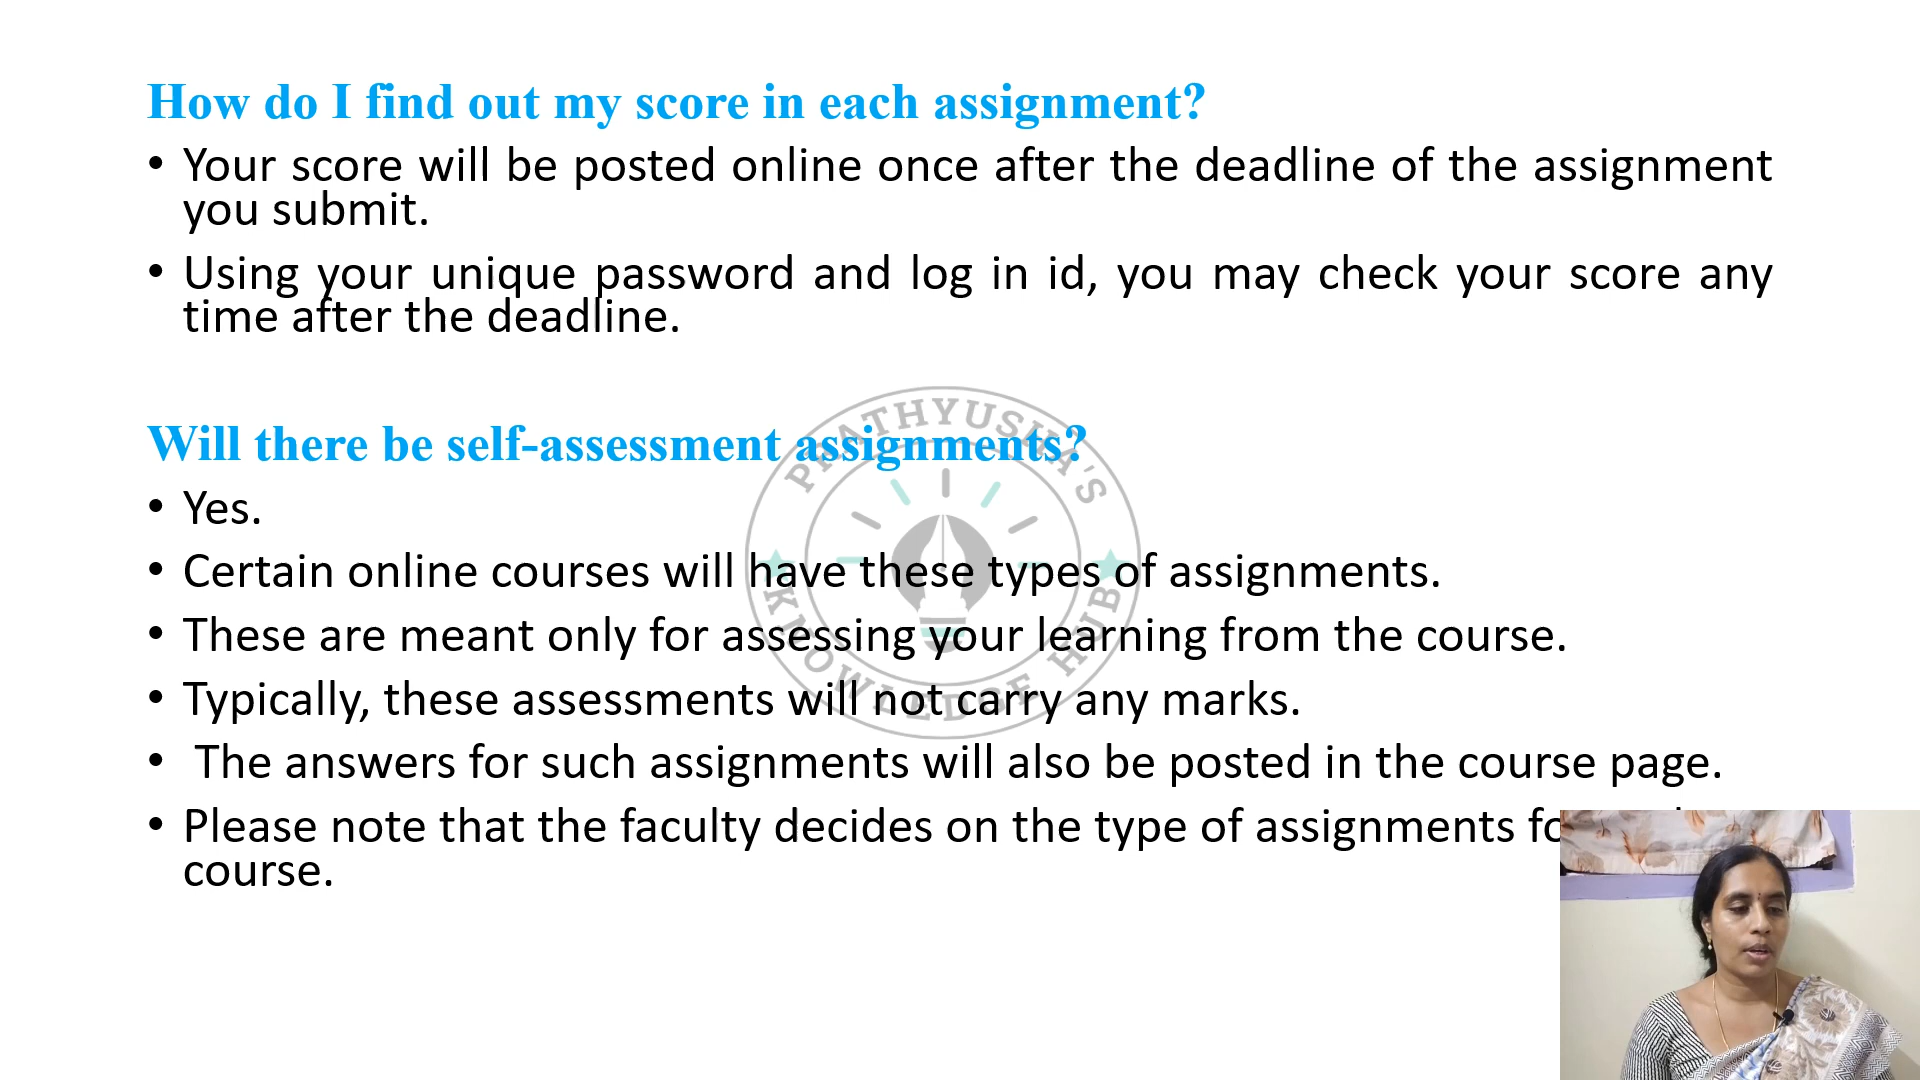 How do I find out my score in each assignment?
• Your score will be posted online once after the deadline of the assignment
you submit.
• Using your unique password and log in id, you may check your score any
time after the deadline.
PRATHYUSHA'S
KNOWLEDGE HUB
Will there be self-assessment assignments?
• Yes.
• Certain online courses will have these types of assignments.
• These are meant only for assessing your learning from the course.
• Typically, these assessments will not carry any marks.
• The answers for such assignments will also be posted in the course page.
• Please note that the faculty decides on the type of assignments
course.